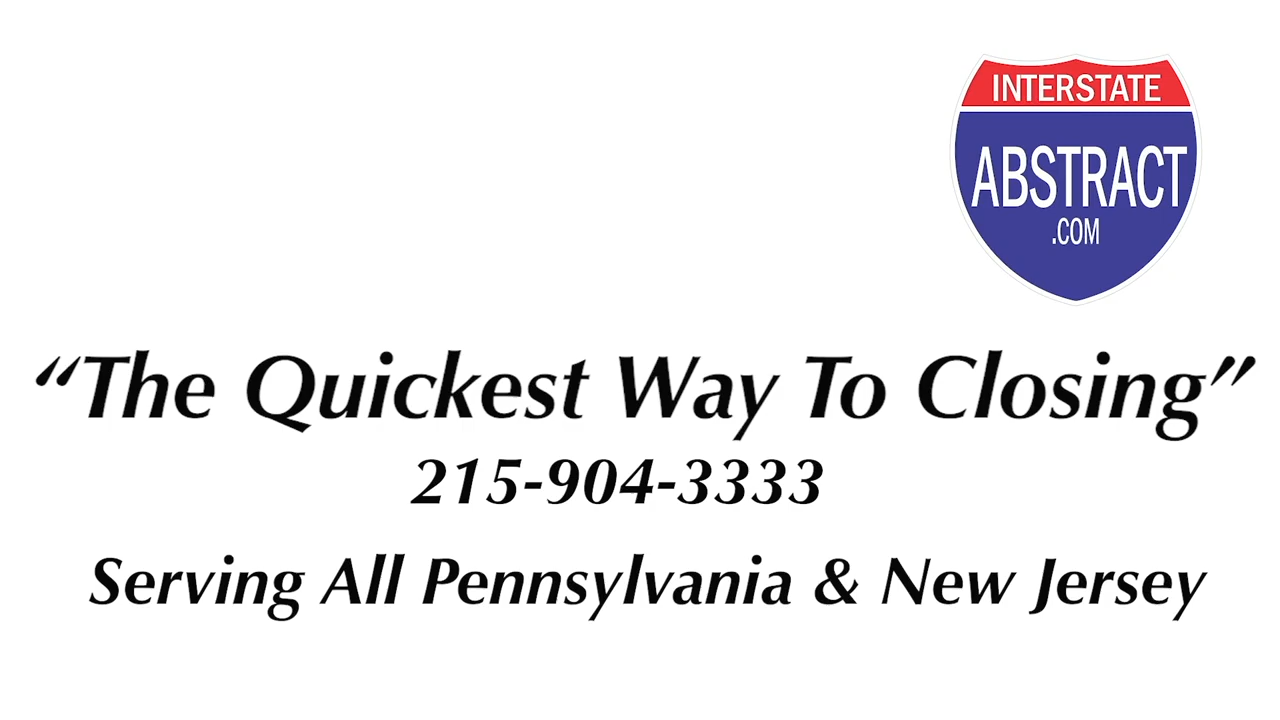 INTERSTATE
ABSTRACT
.COM
“The Quickest Way To Closing”
215-904-3333
Serving All Pennsylvania & New Jersey